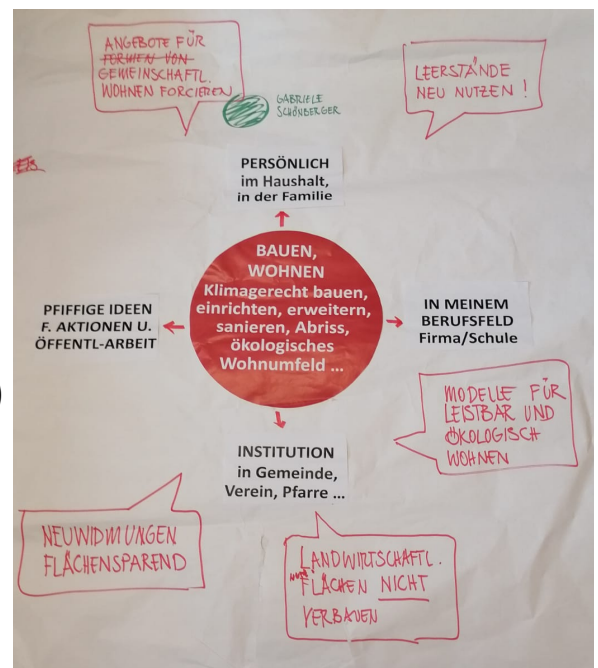 ANGEBOTE FÜR
FORMEN VON
GEMEINSCHAFTL.
WOHNEN FORCIEREN
GABRIELE
SCHÖNBERGER
LEERSTÄNDE
NEU NUTZEN !
PERSÖNLICH
im Haushalt,
in der Familie
BAUEN,
WOHNEN
Klimagerecht bauen,
einrichten, erweitern,
sanieren, Abriss,
ökologisches
Wohnumfeld ...
PFIFFIGE IDEEN
F. AKTIONEN U.
ÖFFENTL-ARBEIT
IN MEINEM
BERUFSFELD
Firma/Schule
MODELLE FÜR
LEISTBAR UND
ÖKOLOGISCH
WOHNEN
INSTITUTION
in Gemeinde,
Verein, Pfarre ...
NEUWIDMUNGEN
FLÄCHENSPAREND
LANDWIRTSCHAFTL.
FLÄCHEN NICHT
VERBAUEN